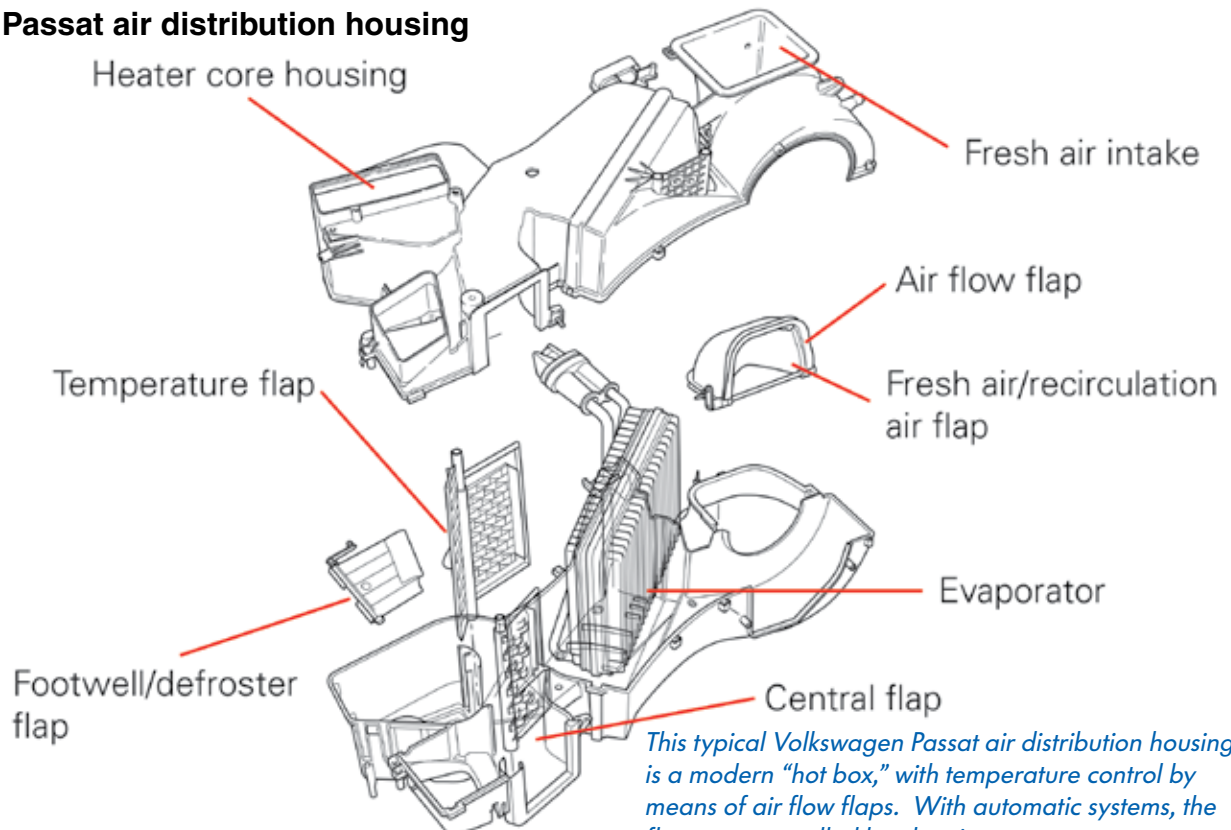 Passat air distribution housing
Heater core housing
Fresh air intake
Air flow flap
Temperature flap
Fresh air/recirculation
air flap
Evaporator
Footwell/defroster
flap
Central flap
This typical Volkswagen Passat air distribution housing
is a modern “hot box,” with temperature control by
means of air flow flaps.  With automatic systems, the